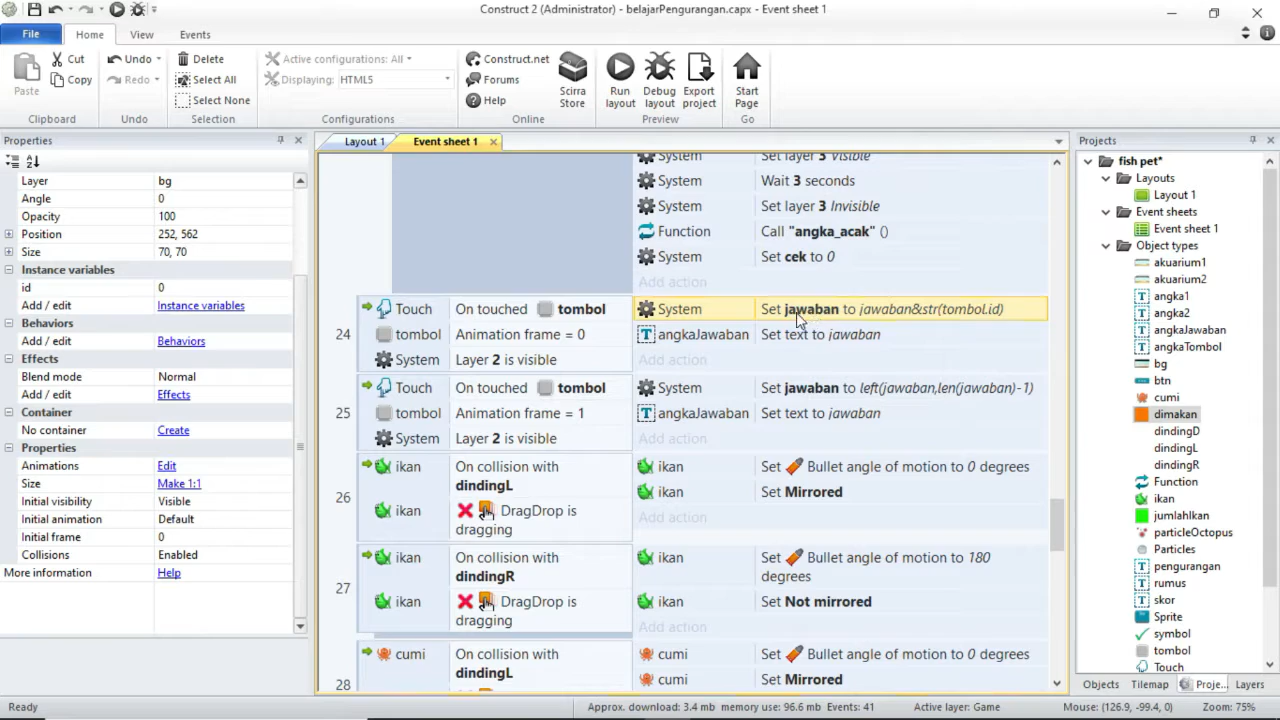 Construct 2 (Administrator) - belajarPengurangan.capx - Event sheet 1
File Home View Events
Paste
Cut
Copy
Clipboard
Undo
Redo
Undo
Delete
Select All
Select None
Selection
Active configurations: All
Displaying: HTML5
Configurations
Construct.net
Forums
Help
Scirra Store
Online
Run layout
Debug layout
Export project
Preview
Start Page
Go
Properties
Layer bg
Angle 0
Opacity 100
Position 252, 562
Size 70, 70
Instance variables
id 0
Add / edit Instance variables
Behaviors
Add / edit Behaviors
Effects
Blend mode Normal
Add / edit Effects
Container
No container Create
Properties
Animations Edit
Size Make 1:1
Initial visibility Visible
Initial animation Default
Initial frame 0
Collisions Enabled
More information Help
Layout 1 Event sheet 1
System Set layer 3 Visible
System Wait 3 seconds
System Set layer 3 Invisible
Function Call "angka_acak" ()
System Set cek to 0
Add action
24
Touch On touched tombol
tombol Animation frame = 0
System Layer 2 is visible
System Set jawaban to jawaban&str(tombol.id)
angkaJawaban Set text to jawaban
Add action
25
Touch On touched tombol
tombol Animation frame = 1
System Layer 2 is visible
System Set jawaban to left(jawaban,len(jawaban)-1)
angkaJawaban Set text to jawaban
Add action
26
ikan On collision with
dindingL
ikan DragDrop is
dragging
ikan Set Bullet angle of motion to 0 degrees
ikan Set Mirrored
Add action
27
ikan On collision with
dindingR
ikan DragDrop is
dragging
ikan Set Bullet angle of motion to 180
degrees
ikan Set Not mirrored
Add action
28
cumi On collision with
dindingL
cumi Set Bullet angle of motion to 0 degrees
cumi Set Mirrored
Projects
fish pet*
Layouts
Layout 1
Event sheets
Event sheet 1
Object types
akuarium1
akuarium2
angka1
angka2
angkaJawaban
angkaTombol
bg
btn
cumi
dimakan
dindingD
dindingL
dindingR
Function
ikan
jumlahIkan
particleOctopus
Particles
pengurangan
rumus
skor
Sprite
symbol
tombol
Touch
Objects Tilemap Proje... Layers
Ready
Approx. download: 3.4 mb memory use: 96.6 mb Events: 41 Active layer: Game Mouse: (126.9, -99.4, 0) Zoom: 75%